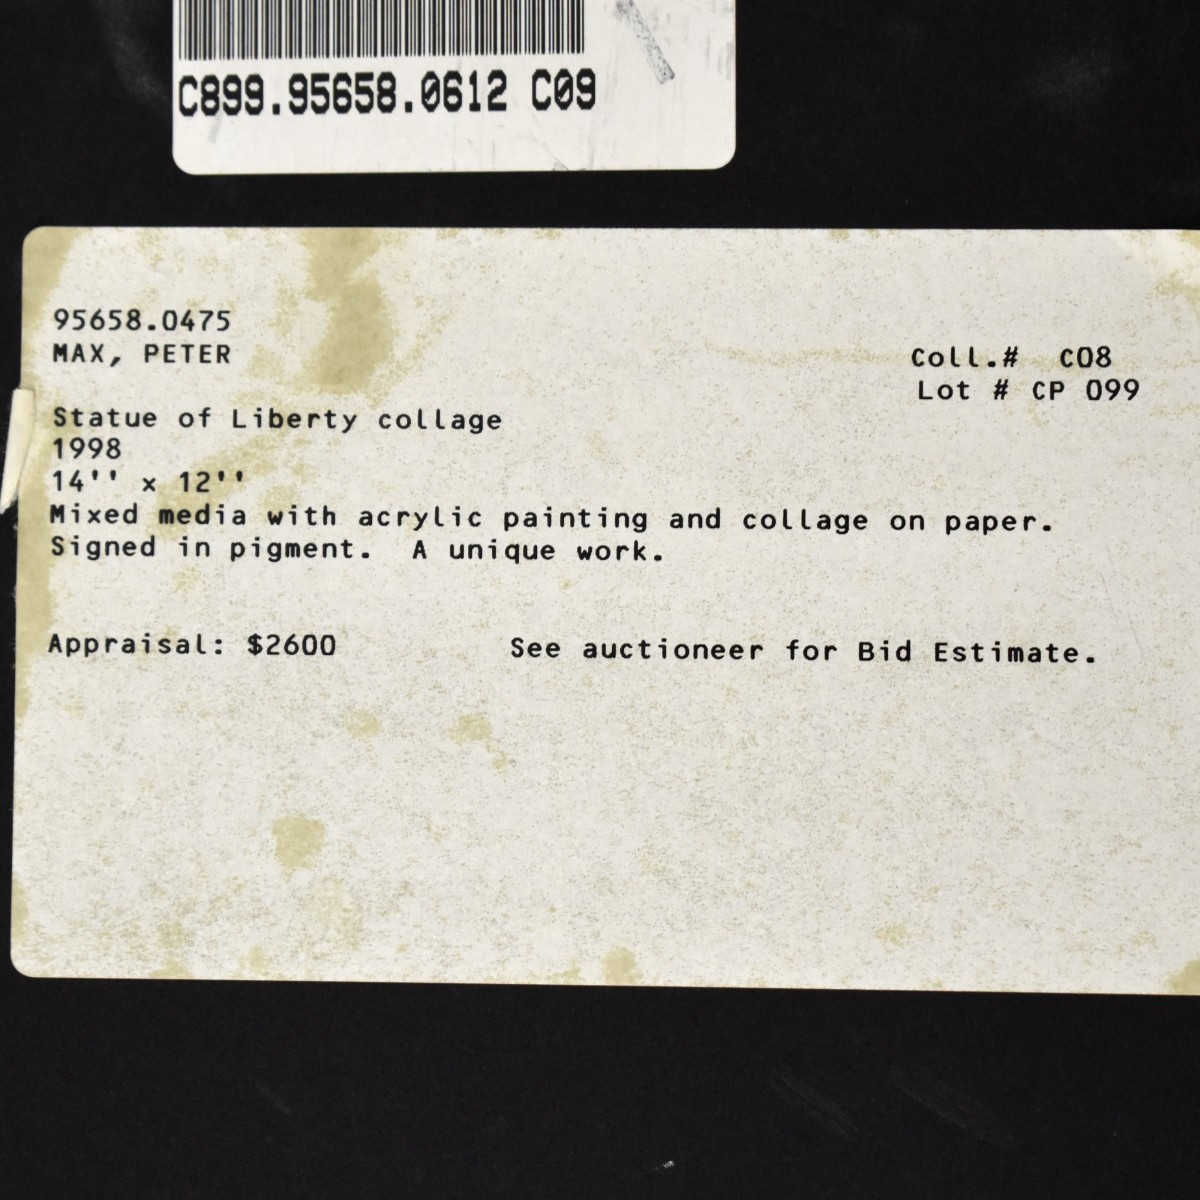 C899.95658.0612 C09
95658.0475
MAX, PETER
Coll.# C08
Lot # CP 099
Statue of Liberty collage
1998
14'' x 12''
Mixed media with acrylic painting and collage on paper.
Signed in pigment. A unique work.
Appraisal: $2600 See auctioneer for Bid Estimate.